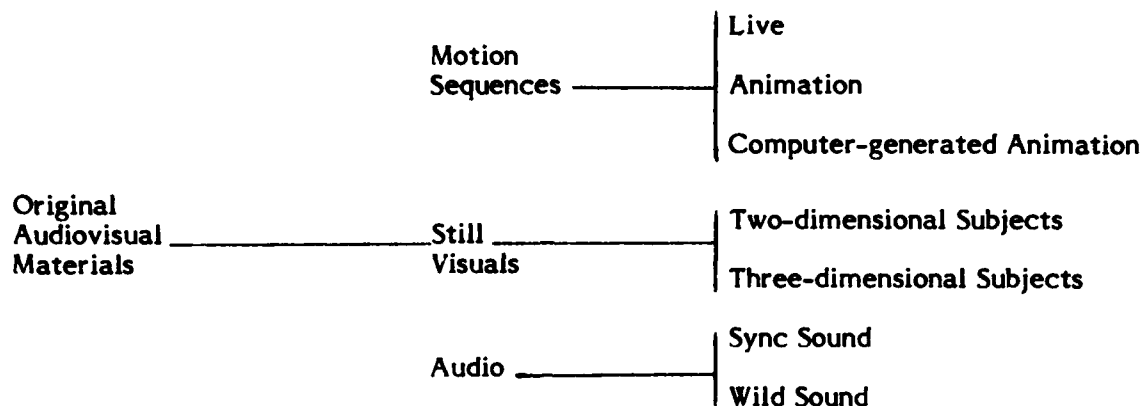 Live
Motion
Sequences
Animation
Computer-generated Animation
Original
Audiovisual
Materials
Still
Visuals
Two-dimensional Subjects
Three-dimensional Subjects
Audio
Sync Sound
Wild Sound